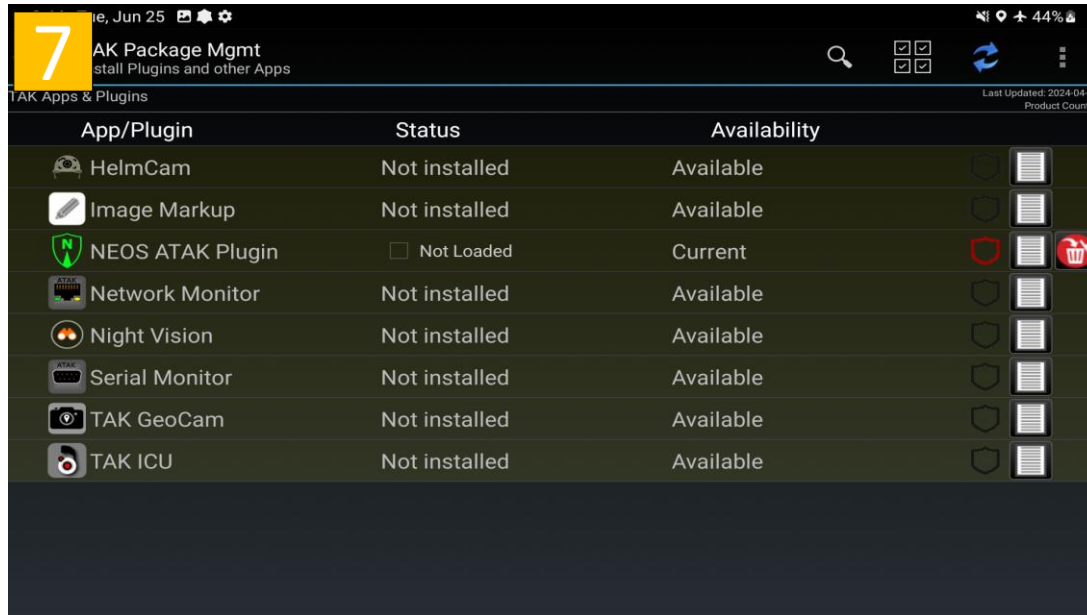 7
ue, Jun 25 44%
AK Package Mgmt
stall Plugins and other Apps
TAK Apps & Plugins Last Updated: 2024-04-
Product Coun
App/Plugin Status Availability
HelmCam Not installed Available
Image Markup Not installed Available
N NEOS ATAK Plugin Not Loaded Current
ATAK Network Monitor Not installed Available
Night Vision Not installed Available
ATAK Serial Monitor Not installed Available
TAK GeoCam Not installed Available
TAK ICU Not installed Available